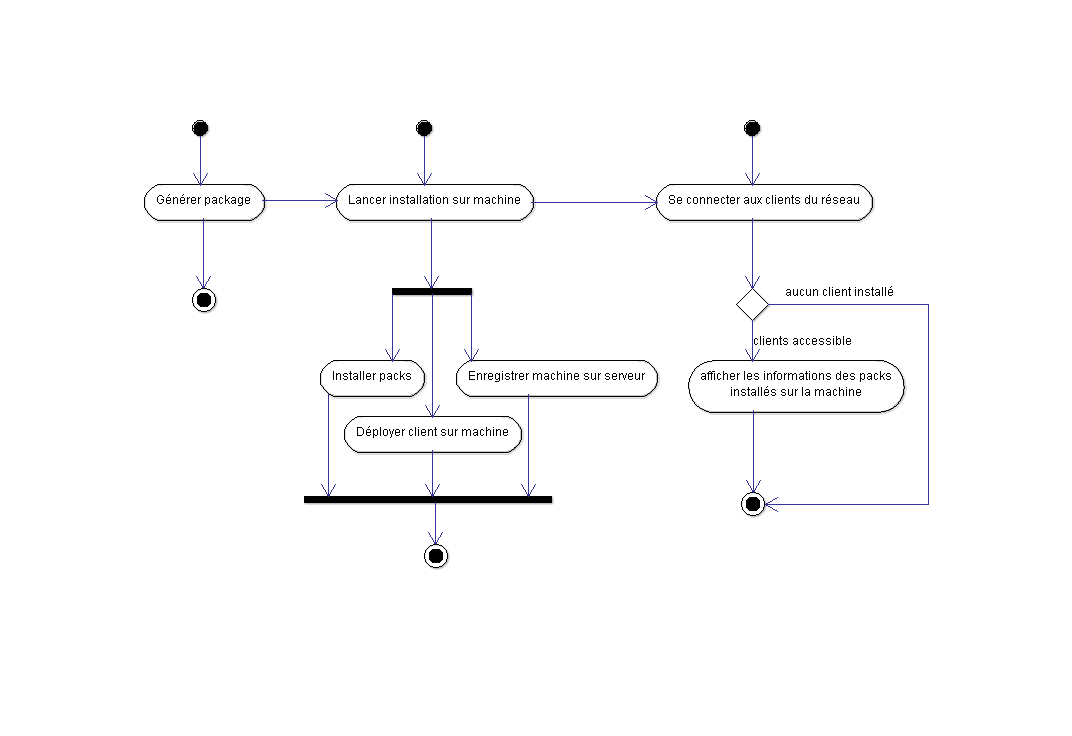 Générer package
Lancer installation sur machine
Se connecter aux clients du réseau
aucun client installé
clients accessible
Installer packs
Enregistrer machine sur serveur
afficher les informations des packs
installés sur la machine
Déployer client sur machine